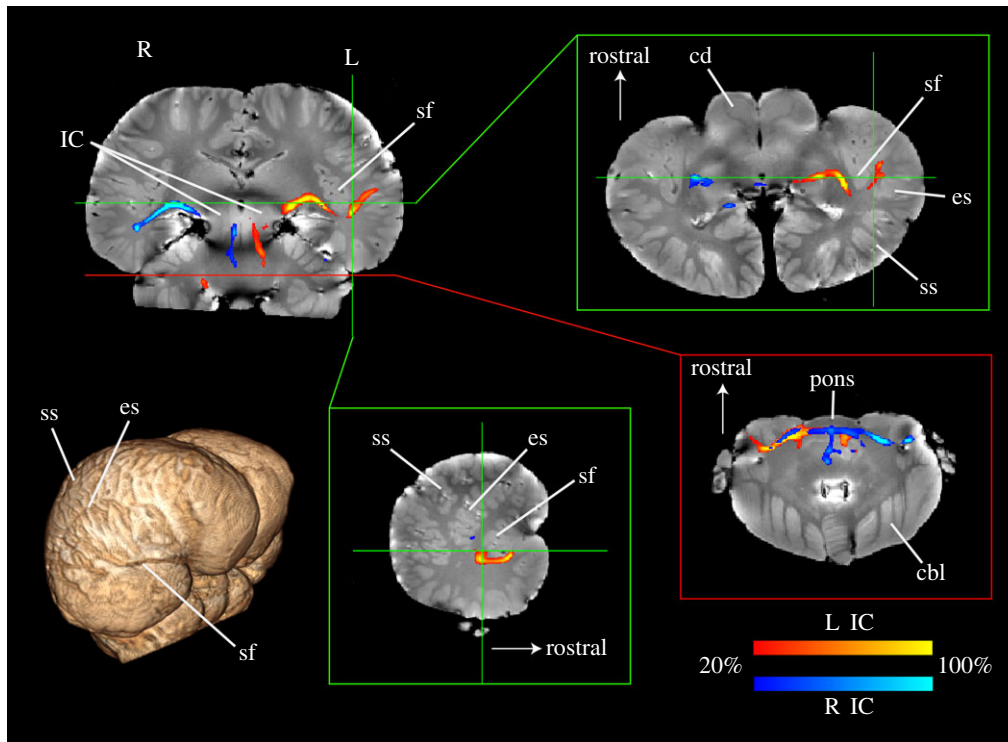 R
L
sf
IC
rostral
cd
sf
es
ss
ss
es
sf
ss
es
sf
rostral
rostral
pons
cbl
L IC
20%
100%
R IC